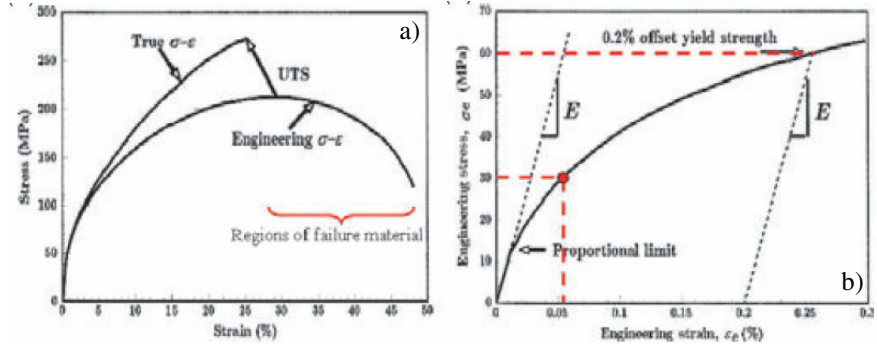 a)
True σ-ε
UTS
Engineering σ-ε
Regions of failure material
Stress (MPa)
300
250
200
150
100
50
0
0 5 10 15 20 25 30 35 40 45 50
Strain (%)
b)
0.2% offset yield strength
E
E
Proportional limit
Engineering stress, σe (MPa)
70
60
50
40
30
20
10
0
0 0.05 0.1 0.15 0.2 0.25 0.3
Engineering strain, εe (%)